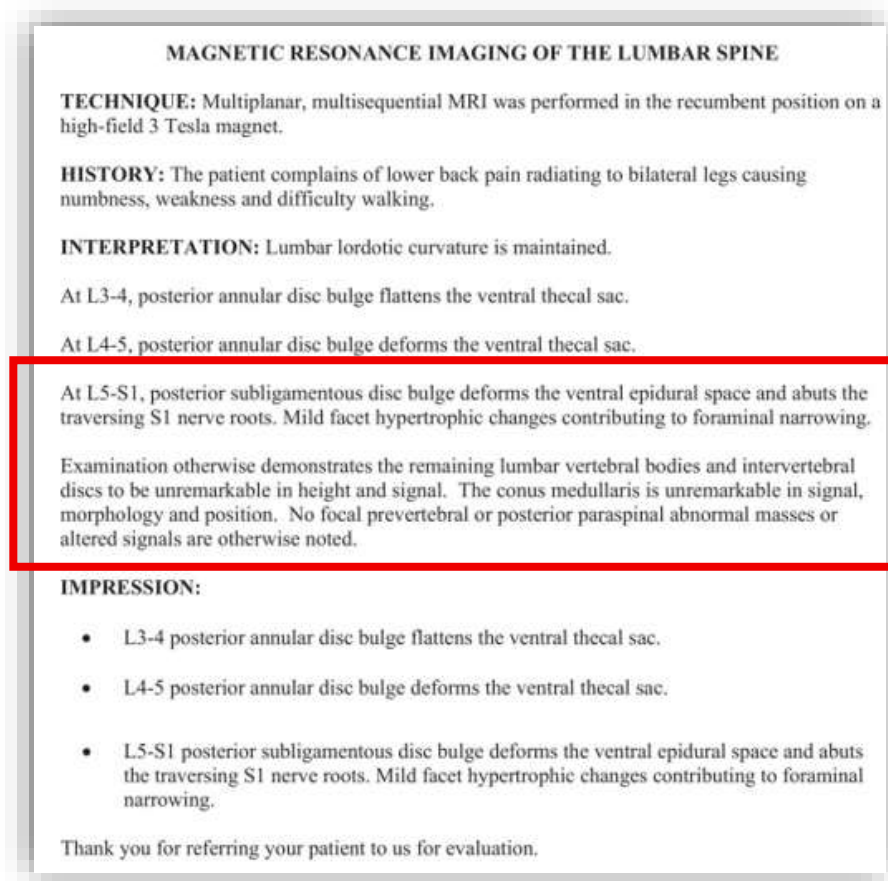 MAGNETIC RESONANCE IMAGING OF THE LUMBAR SPINE
TECHNIQUE: Multiplanar, multisequential MRI was performed in the recumbent position on a
high-field 3 Tesla magnet.
HISTORY: The patient complains of lower back pain radiating to bilateral legs causing
numbness, weakness and difficulty walking.
INTERPRETATION: Lumbar lordotic curvature is maintained.
At L3-4, posterior annular disc bulge flattens the ventral thecal sac.
At L4-5, posterior annular disc bulge deforms the ventral thecal sac.
At L5-S1, posterior subligamentous disc bulge deforms the ventral epidural space and abuts the
traversing S1 nerve roots. Mild facet hypertrophic changes contributing to foraminal narrowing.
Examination otherwise demonstrates the remaining lumbar vertebral bodies and intervertebral
discs to be unremarkable in height and signal. The conus medullaris is unremarkable in signal,
morphology and position. No focal prevertebral or posterior paraspinal abnormal masses or
altered signals are otherwise noted.
IMPRESSION:
• L3-4 posterior annular disc bulge flattens the ventral thecal sac.
• L4-5 posterior annular disc bulge deforms the ventral thecal sac.
• L5-S1 posterior subligamentous disc bulge deforms the ventral epidural space and abuts
the traversing S1 nerve roots. Mild facet hypertrophic changes contributing to foraminal
narrowing.
Thank you for referring your patient to us for evaluation.